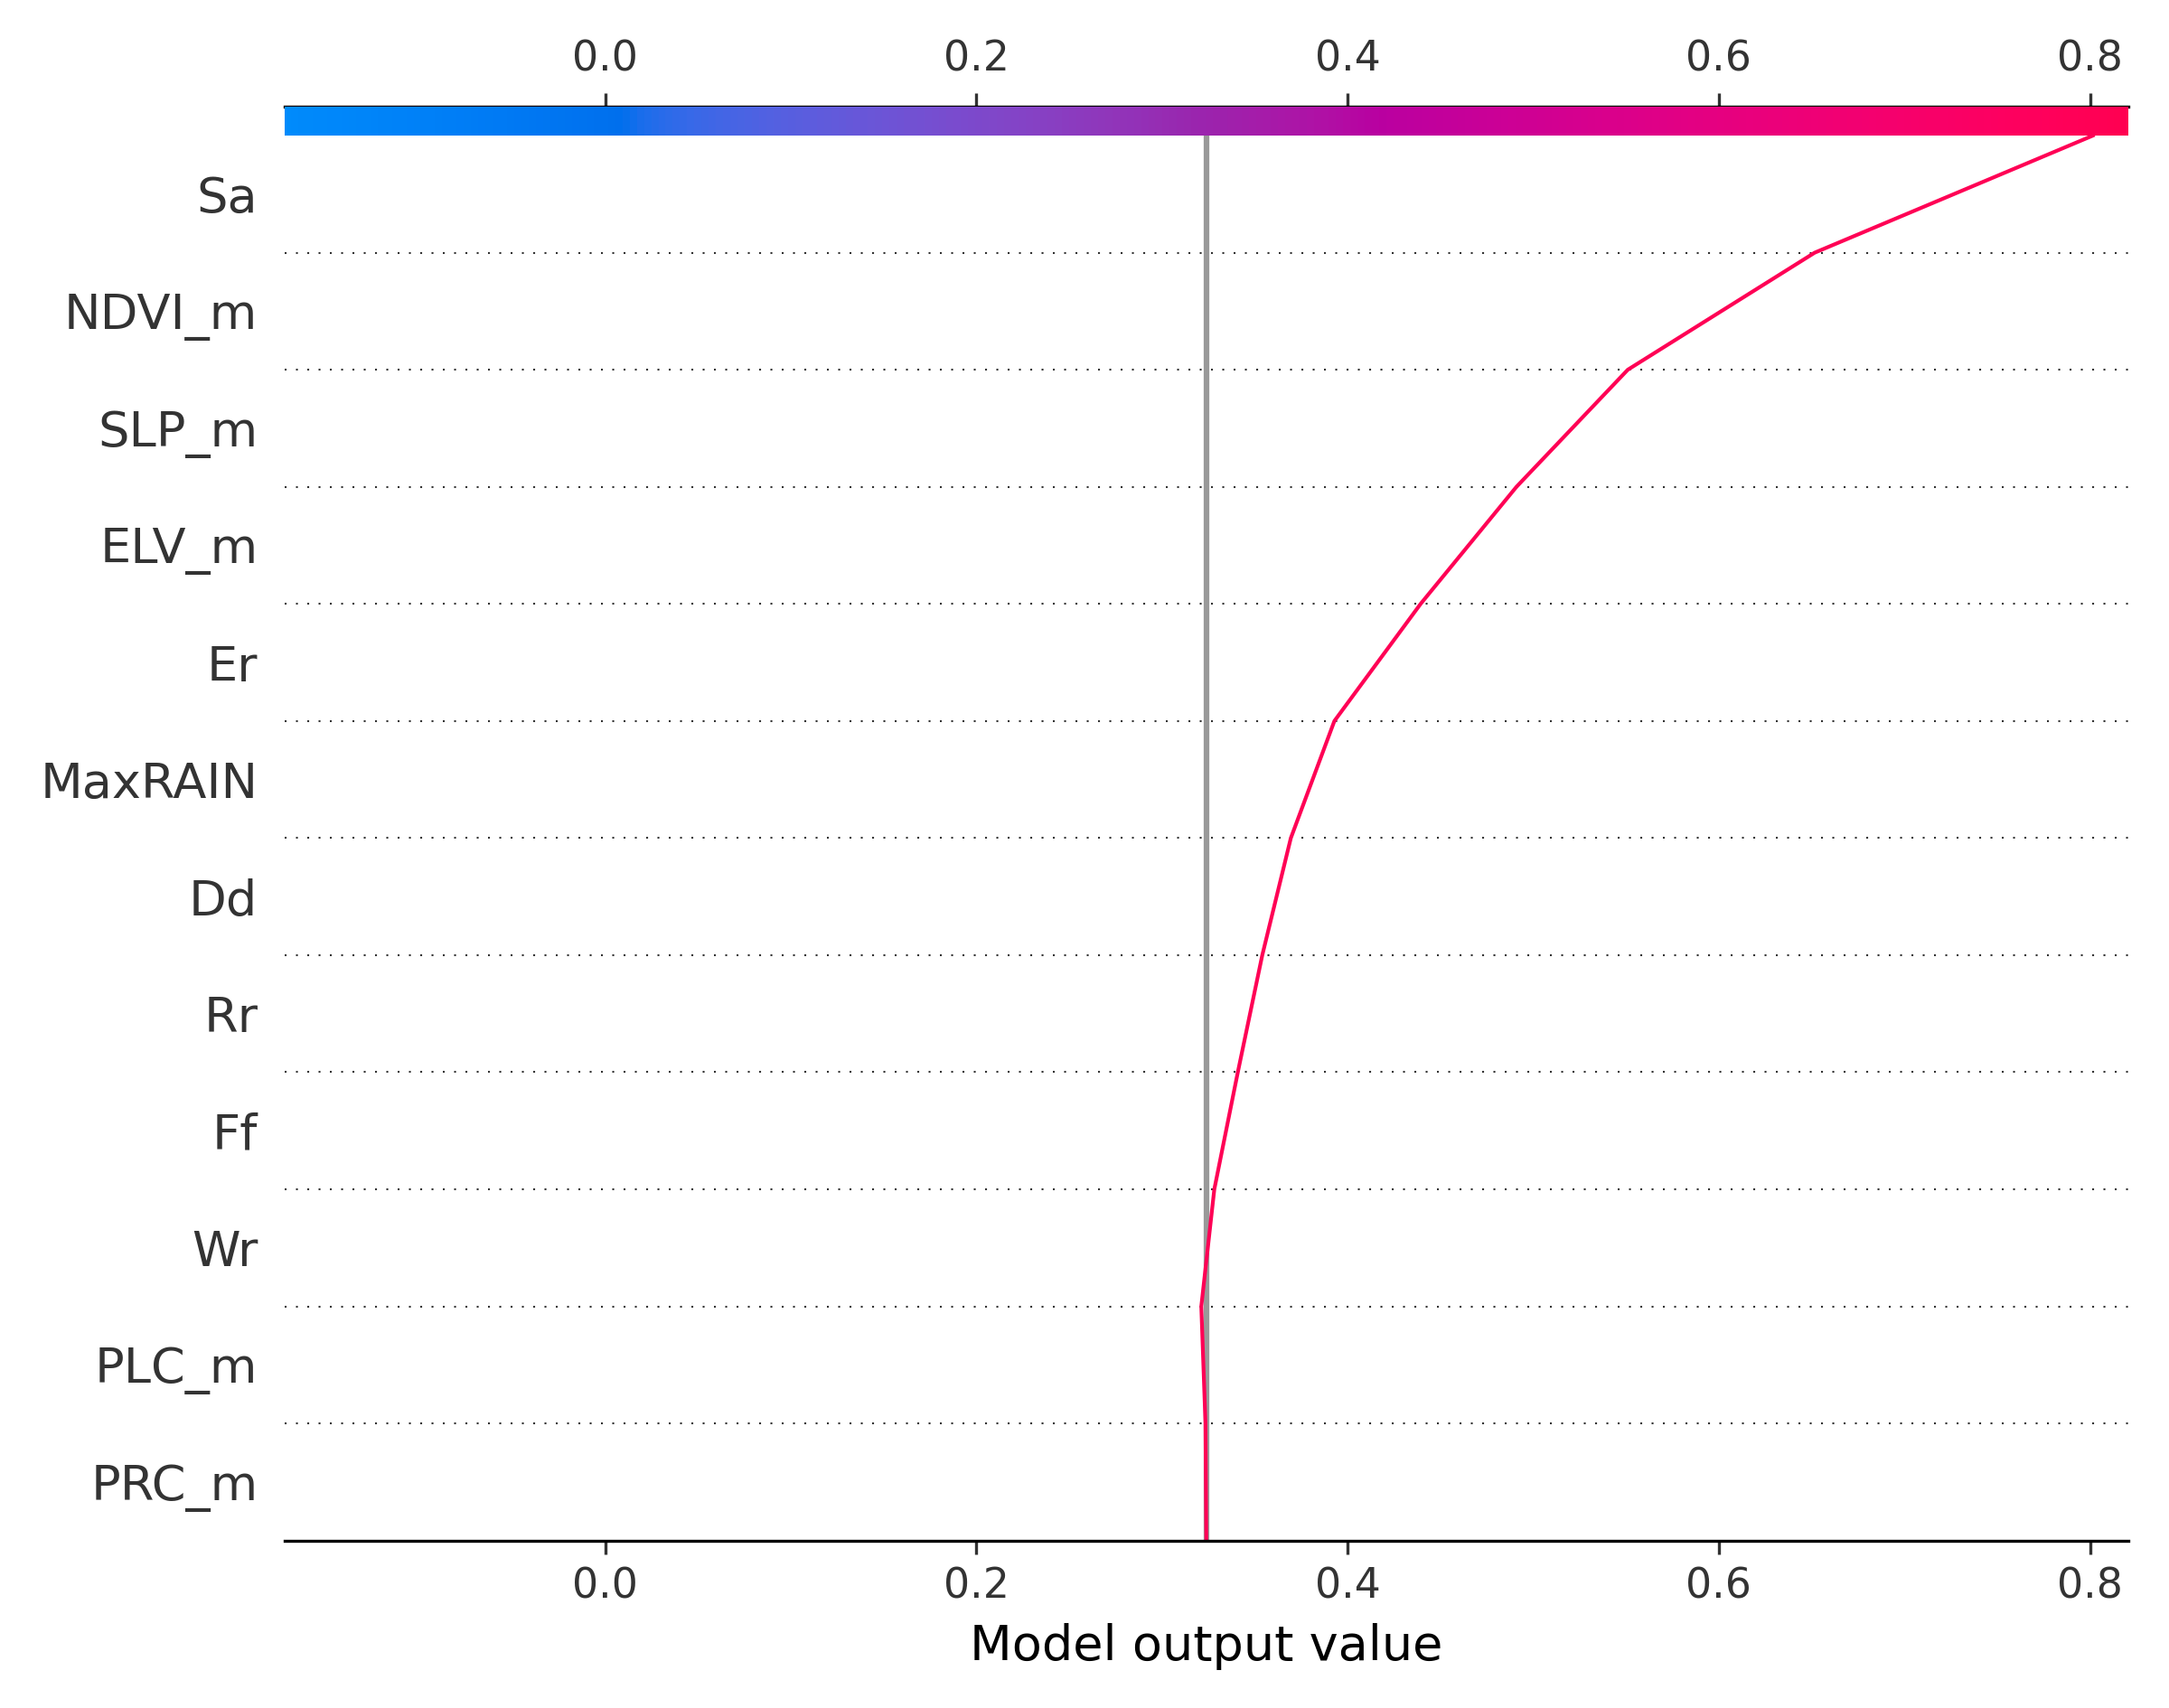 0.0 0.2 0.4 0.6 0.8
Sa
NDVI_m
SLP_m
ELV_m
Er
MaxRAIN
Dd
Rr
Ff
Wr
PLC_m
PRC_m
0.0 0.2 0.4 0.6 0.8
Model output value